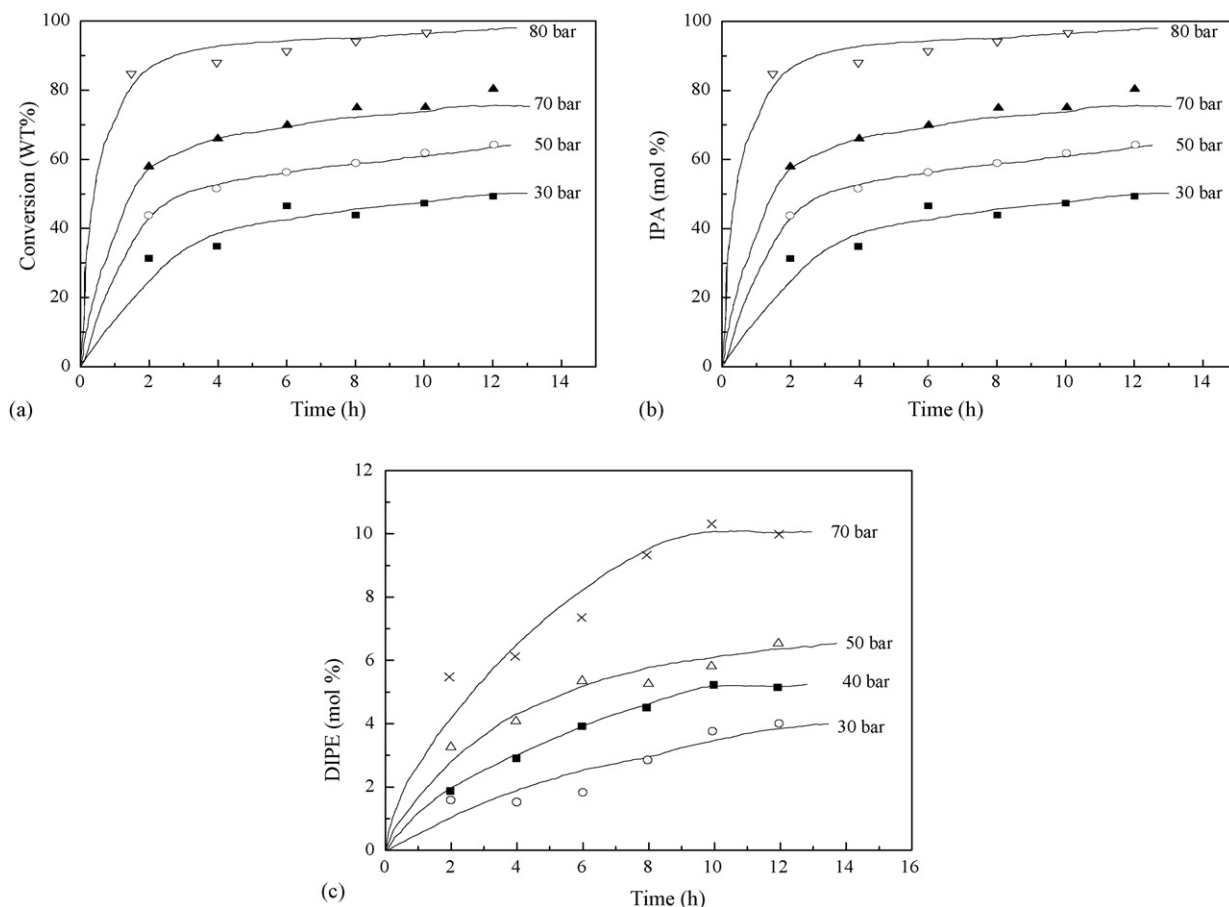 100
80
60
40
20
0
Conversion (WT%)
80 bar
70 bar
50 bar
30 bar
0 2 4 6 8 10 12 14
Time (h)
(a)
100
80
60
40
20
0
IPA (mol %)
80 bar
70 bar
50 bar
30 bar
0 2 4 6 8 10 12 14
Time (h)
(b)
12
10
8
6
4
2
0
DIPE (mol %)
70 bar
50 bar
40 bar
30 bar
0 2 4 6 8 10 12 14 16
Time (h)
(c)